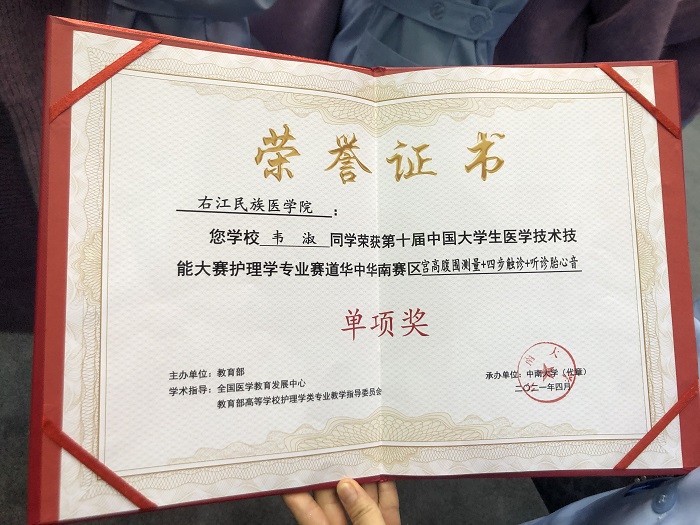 荣誉证书
右江民族医学院：
您学校 韦 淑 同学荣获第十届中国大学生医学技术技
能大赛护理学专业赛道华中华南赛区宫高腹围测量+四步触诊+听诊胎心音
单项奖
主办单位：教育部
学术指导：全国医学教育发展中心
教育部高等学校护理学类专业教学指导委员会
承办单位：中南大学（代章）
二〇二一年四月